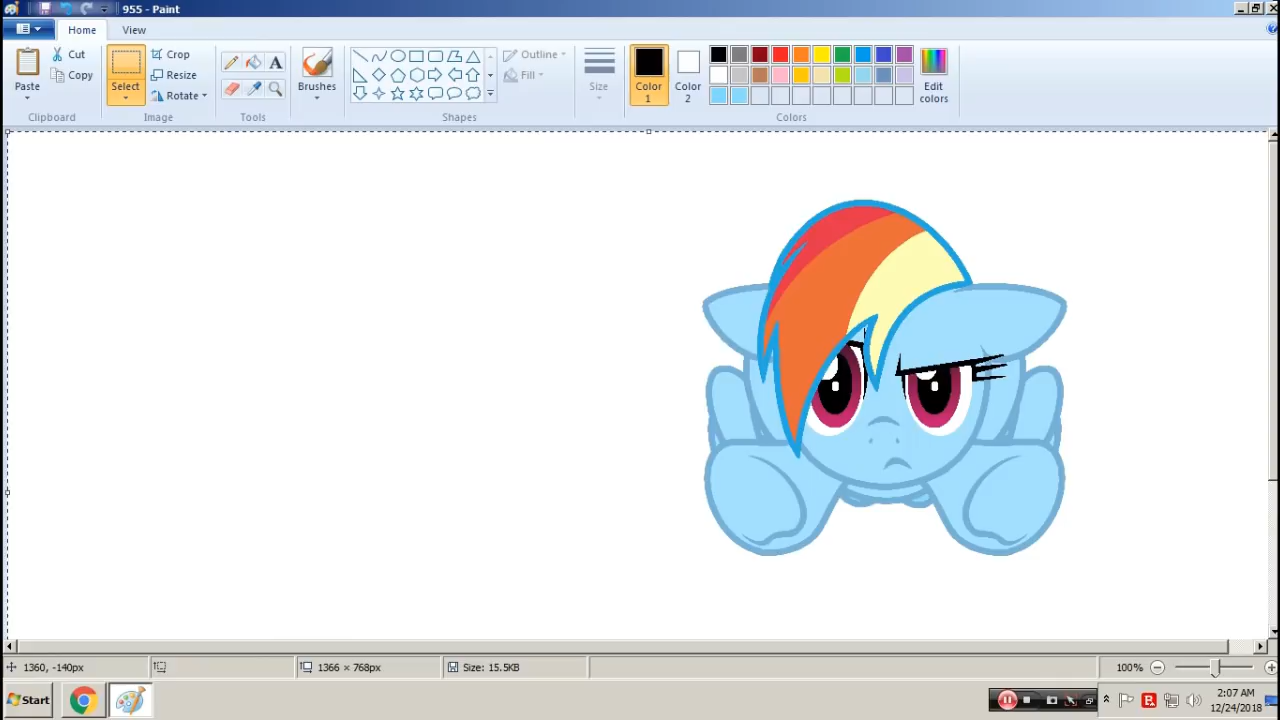 955 - Paint
Home View
Paste
Cut
Copy
Clipboard
Select
Crop
Resize
Rotate
Image
A
Tools
Brushes
Outline
Fill
Shapes
Size
Color 1
Color 2
Edit colors
Colors
1360, -140px
1366 × 768px
Size: 15.5KB
100%
Start
2:07 AM
12/24/2018